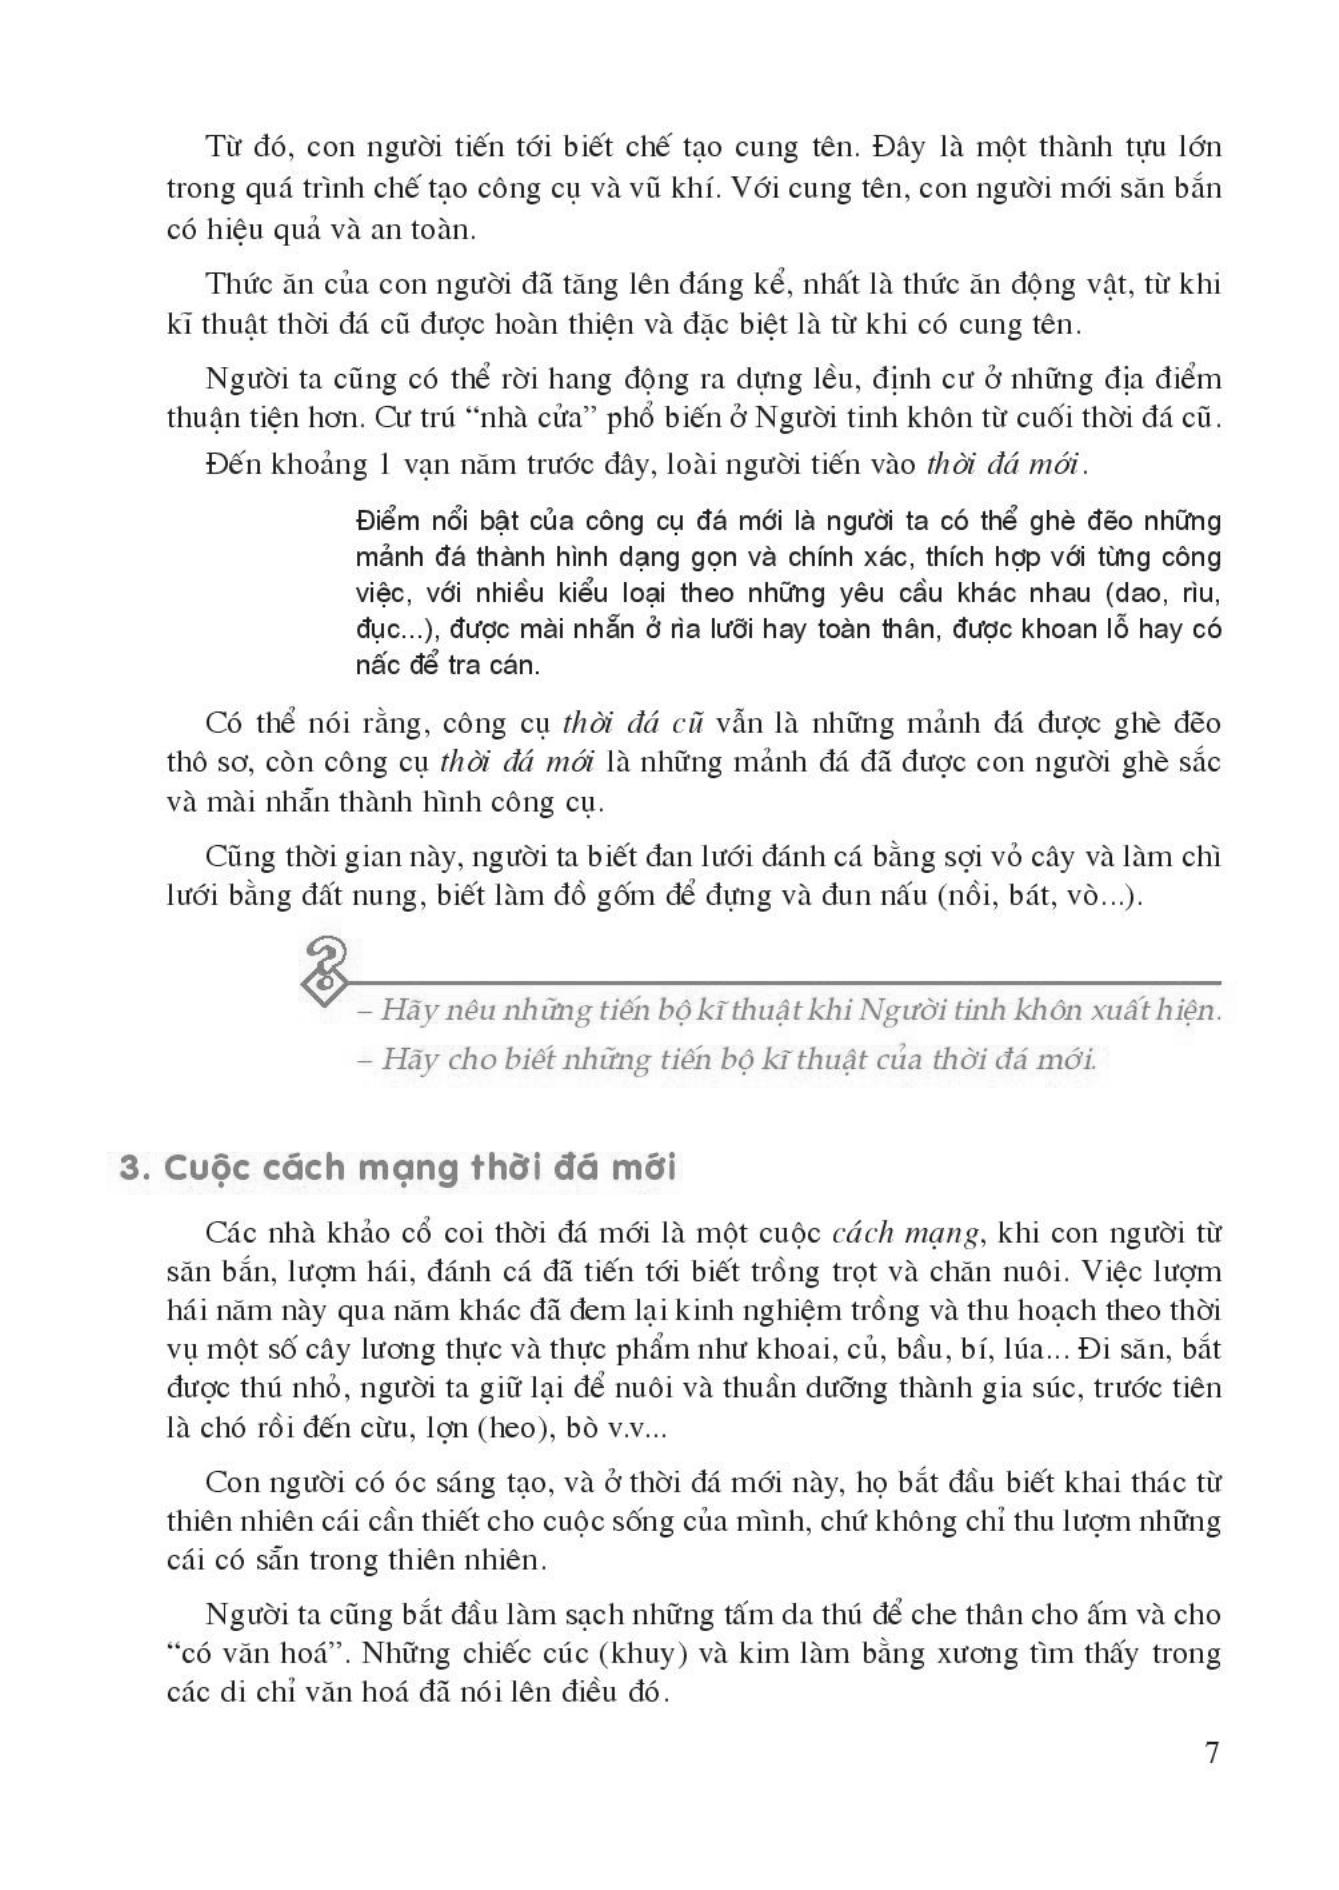 Từ đó, con người tiến tới biết chế tạo cung tên. Đây là một thành tựu lớn
trong quá trình chế tạo công cụ và vũ khí. Với cung tên, con người mới săn bắn
có hiệu quả và an toàn.
Thức ăn của con người đã tăng lên đáng kể, nhất là thức ăn động vật, từ khi
kĩ thuật thời đá cũ được hoàn thiện và đặc biệt là từ khi có cung tên.
Người ta cũng có thể rời hang động ra dựng lều, định cư ở những địa điểm
thuận tiện hơn. Cư trú “nhà cửa” phổ biến ở Người tinh khôn từ cuối thời đá cũ.
Đến khoảng 1 vạn năm trước đây, loài người tiến vào thời đá mới.
Điểm nổi bật của công cụ đá mới là người ta có thể ghè đẽo những
mảnh đá thành hình dạng gọn và chính xác, thích hợp với từng công
việc, với nhiều kiểu loại theo những yêu cầu khác nhau (dao, rìu,
đục...), được mài nhẵn ở rìa lưỡi hay toàn thân, được khoan lỗ hay có
nấc để tra cán.
Có thể nói rằng, công cụ thời đá cũ vẫn là những mảnh đá được ghè đẽo
thô sơ, còn công cụ thời đá mới là những mảnh đá đã được con người ghè sắc
và mài nhẵn thành hình công cụ.
Cũng thời gian này, người ta biết đan lưới đánh cá bằng sợi vỏ cây và làm chì
lưới bằng đất nung, biết làm đồ gốm để đựng và đun nấu (nồi, bát, vò...).
?
– Hãy nêu những tiến bộ kĩ thuật khi Người tinh khôn xuất hiện.
– Hãy cho biết những tiến bộ kĩ thuật của thời đá mới.
3. Cuộc cách mạng thời đá mới
Các nhà khảo cổ coi thời đá mới là một cuộc cách mạng, khi con người từ
săn bắn, lượm hái, đánh cá đã tiến tới biết trồng trọt và chăn nuôi. Việc lượm
hái năm này qua năm khác đã đem lại kinh nghiệm trồng và thu hoạch theo thời
vụ một số cây lương thực và thực phẩm như khoai, củ, bầu, bí, lúa... Đi săn, bắt
được thú nhỏ, người ta giữ lại để nuôi và thuần dưỡng thành gia súc, trước tiên
là chó rồi đến cừu, lợn (heo), bò v.v...
Con người có óc sáng tạo, và ở thời đá mới này, họ bắt đầu biết khai thác từ
thiên nhiên cái cần thiết cho cuộc sống của mình, chứ không chỉ thu lượm những
cái có sẵn trong thiên nhiên.
Người ta cũng bắt đầu làm sạch những tấm da thú để che thân cho ấm và cho
“có văn hoá”. Những chiếc cúc (khuy) và kim làm bằng xương tìm thấy trong
các di chỉ văn hoá đã nói lên điều đó.
7